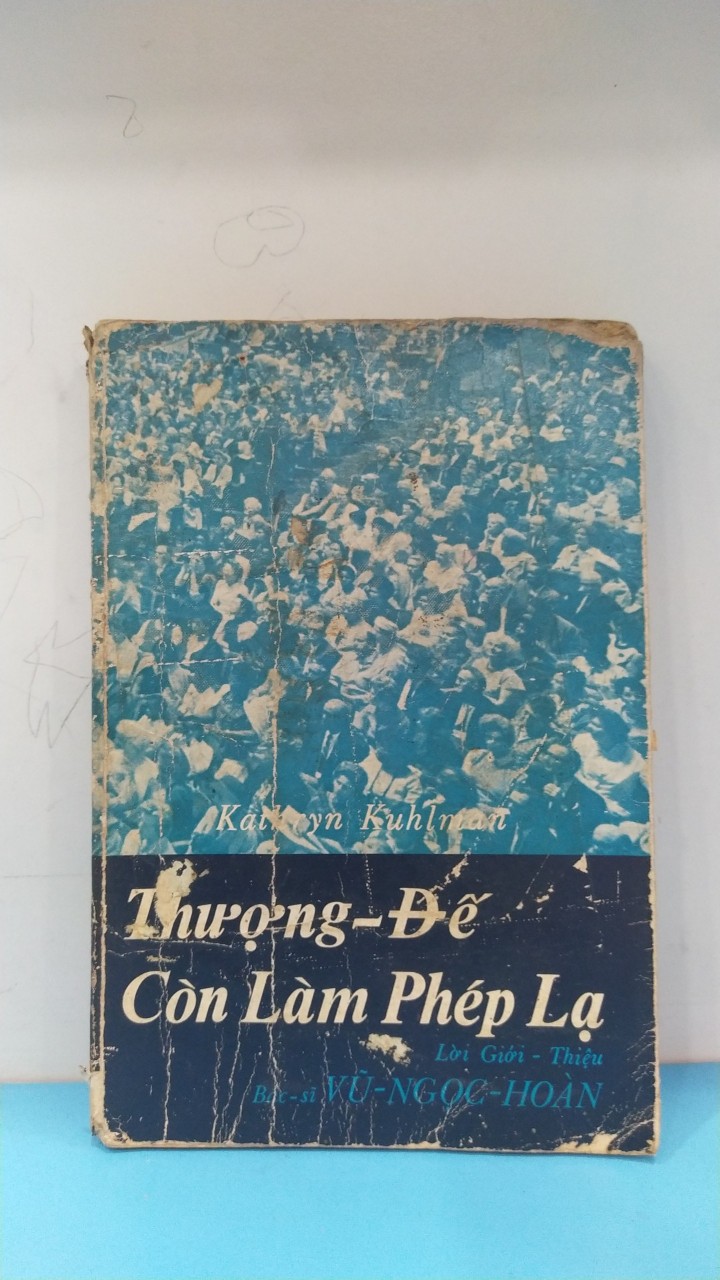 Kathryn Kuhlman
Thượng-Đế
Còn Làm Phép Lạ
Lời Giới - Thiệu
Bác-sĩ VŨ-NGỌC-HOÀN